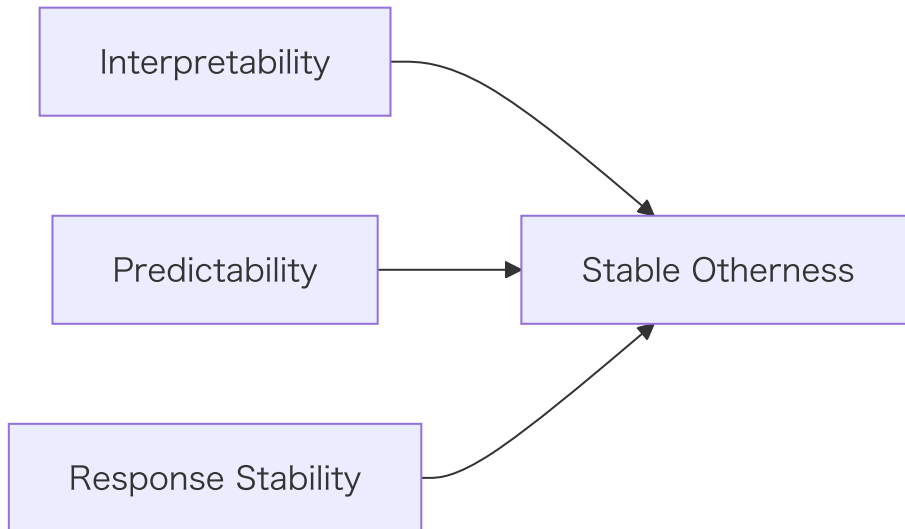 Interpretability
Predictability
Stable Otherness
Response Stability